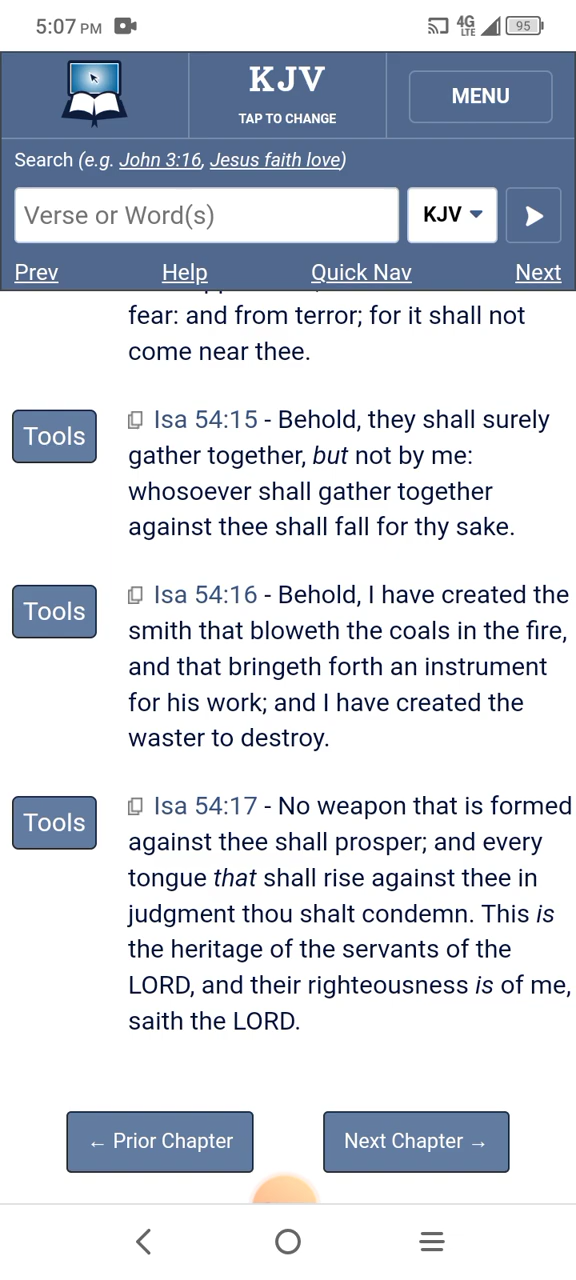 5:07 PM 4G LTE 95
KJV
TAP TO CHANGE
MENU
Search (e.g. John 3:16, Jesus faith love)
Verse or Word(s)
KJV
Prev Help Quick Nav Next
fear: and from terror; for it shall not
come near thee.
Tools
Isa 54:15 - Behold, they shall surely
gather together, but not by me:
whosoever shall gather together
against thee shall fall for thy sake.
Tools
Isa 54:16 - Behold, I have created the
smith that bloweth the coals in the fire,
and that bringeth forth an instrument
for his work; and I have created the
waster to destroy.
Tools
Isa 54:17 - No weapon that is formed
against thee shall prosper; and every
tongue that shall rise against thee in
judgment thou shalt condemn. This is
the heritage of the servants of the
LORD, and their righteousness is of me,
saith the LORD.
← Prior Chapter
Next Chapter →